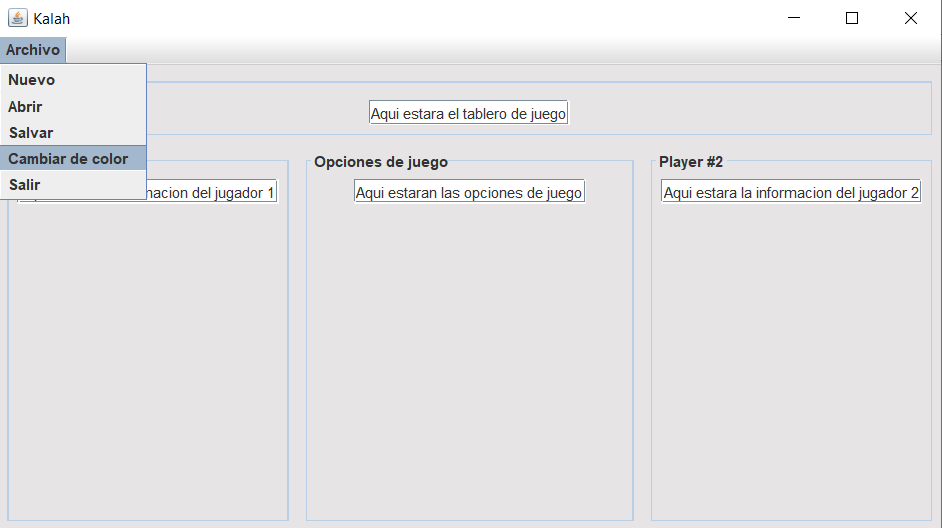 Kalah
Archivo
Nuevo
Abrir
Salvar
Cambiar de color
Salir
Aqui estara el tablero de juego
Opciones de juego
Player #2
macion del jugador 1
Aqui estaran las opciones de juego
Aqui estara la informacion del jugador 2